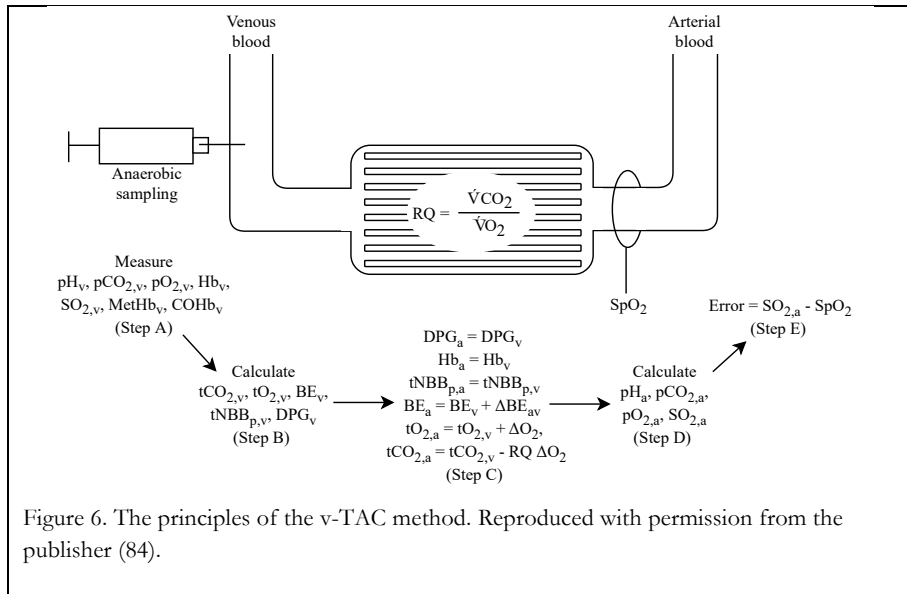 Venous
blood
Arterial
blood
Anaerobic
sampling
RQ = V́CO₂
V́O₂
SpO₂
Measure
pHᵥ, pCO₂,ᵥ, pO₂,ᵥ, Hbᵥ,
SO₂,ᵥ, MetHbᵥ, COHbᵥ
(Step A)
Calculate
tCO₂,ᵥ, tO₂,ᵥ, BEᵥ,
tNBBₚ,ᵥ, DPGᵥ
(Step B)
DPGₐ = DPGᵥ
Hbₐ = Hbᵥ
tNBBₚ,ₐ = tNBBₚ,ᵥ
BEₐ = BEᵥ + ΔBEₐᵥ
tO₂,ₐ = tO₂,ᵥ + ΔO₂,
tCO₂,ₐ = tCO₂,ᵥ - RQ ΔO₂
(Step C)
Calculate
pHₐ, pCO₂,ₐ,
pO₂,ₐ, SO₂,ₐ
(Step D)
Error = SO₂,ₐ - SpO₂
(Step E)
Figure 6. The principles of the v-TAC method. Reproduced with permission from the
publisher (84).